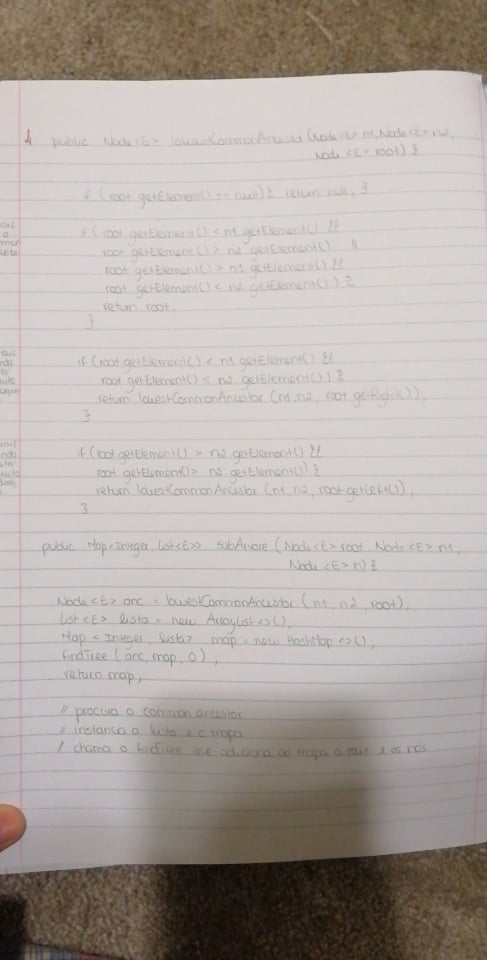 4. public Node<E> lowestCommonAncestor (Node<E> n1, Node<E> n2,
Node <E> root) {
if (root getElement() == null) { return null; }
if (root getElement() < n1 getElement() &&
root getElement() > n2 getElement() ||
root getElement() > n1 getElement() &&
root getElement() < n2 getElement() ) {
return root;
}
if (root getElement() < n1 getElement() &&
root getElement() < n2 getElement() ) {
return lowestCommonAncestor (n1, n2, root getRight());
}
if (root getElement() > n2 getElement() &&
root getElement() > n2 getElement()) {
return lowestCommonAncestor (n1, n2, root getLeft());
}
public Map<Integer, List<E>> subArvore (Node<E> root, Node<E> n1,
Node <E> n) {
Node<E> anc = lowestCommonAncestor (n1, n2, root);
List<E> lista = new ArrayList<>();
Map < Integer, lista> map = new HashMap <>();
findTree (anc, map, 0);
return map;
// procura o common ancestor
// instancia a lista e o mapa
/ chama o findTree que adiciona ao mapa a raiz e os nós